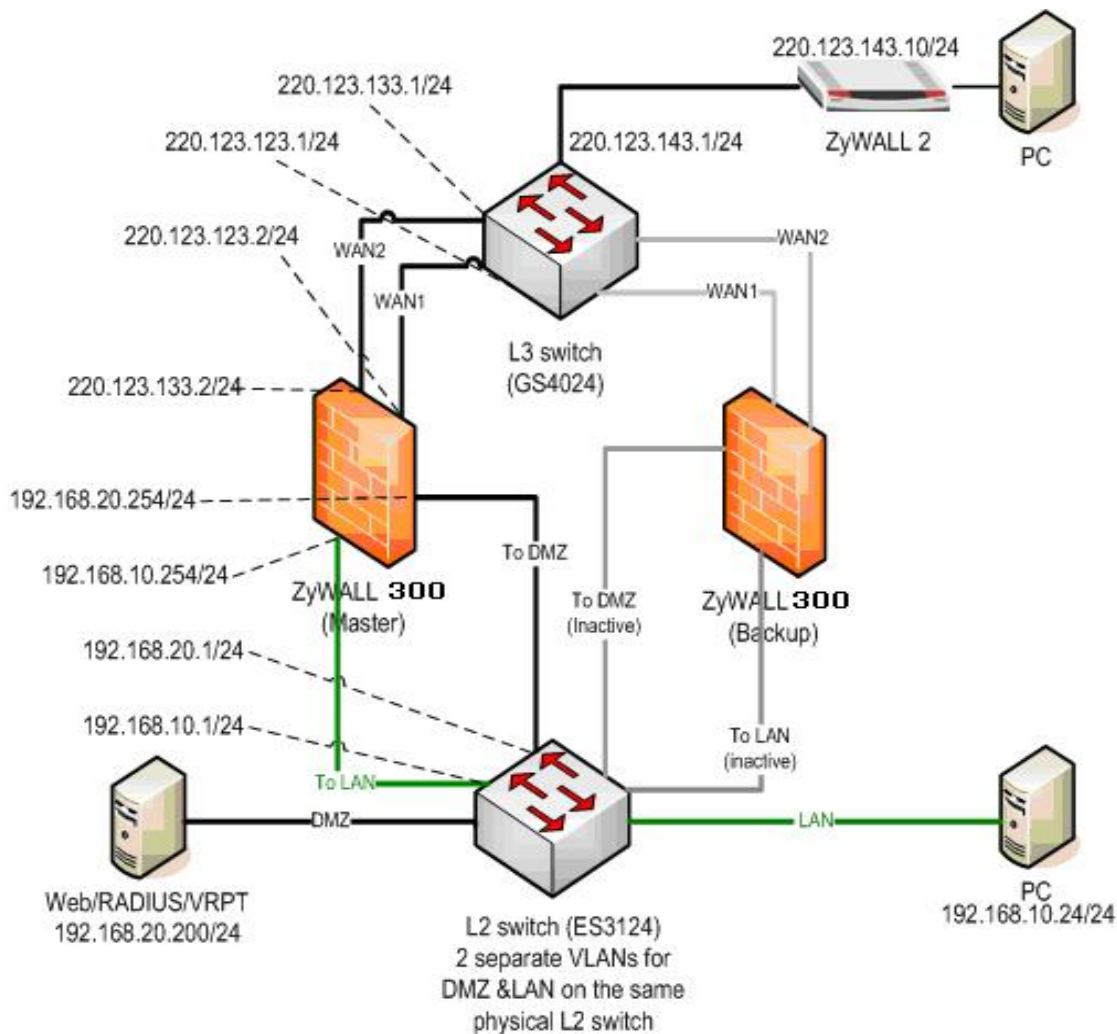 220.123.143.10/24
220.123.133.1/24
220.123.123.1/24
220.123.143.1/24
ZyWALL 2
PC
220.123.123.2/24
WAN2
WAN1
WAN2
WAN1
L3 switch
(GS4024)
220.123.133.2/24
192.168.20.254/24
192.168.10.254/24
To DMZ
ZyWALL 300
(Master)
To DMZ
(Inactive)
ZyWALL 300
(Backup)
192.168.20.1/24
192.168.10.1/24
To LAN
(inactive)
To LAN
DMZ
LAN
Web/RADIUS/VRPT
192.168.20.200/24
L2 switch (ES3124)
2 separate VLANs for
DMZ &LAN on the same
physical L2 switch
PC
192.168.10.24/24